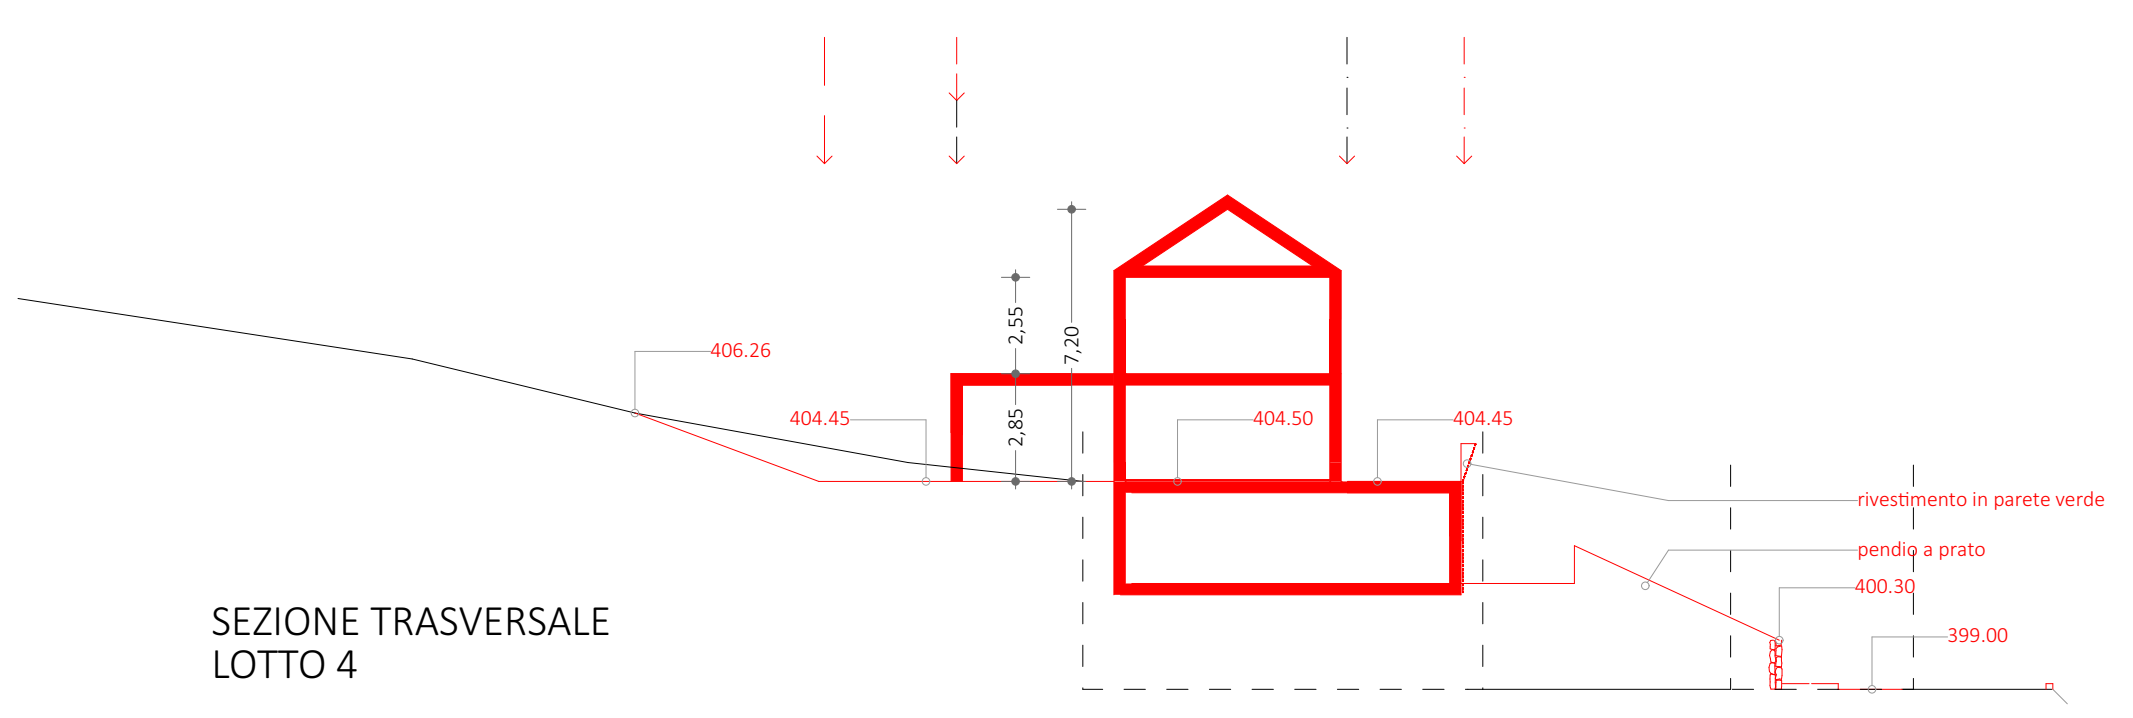 406.26
2,55
7,20
404.45
2,85
404.50
404.45
rivestimento in parete verde
pendio a prato
400.30
399.00
SEZIONE TRASVERSALE
LOTTO 4